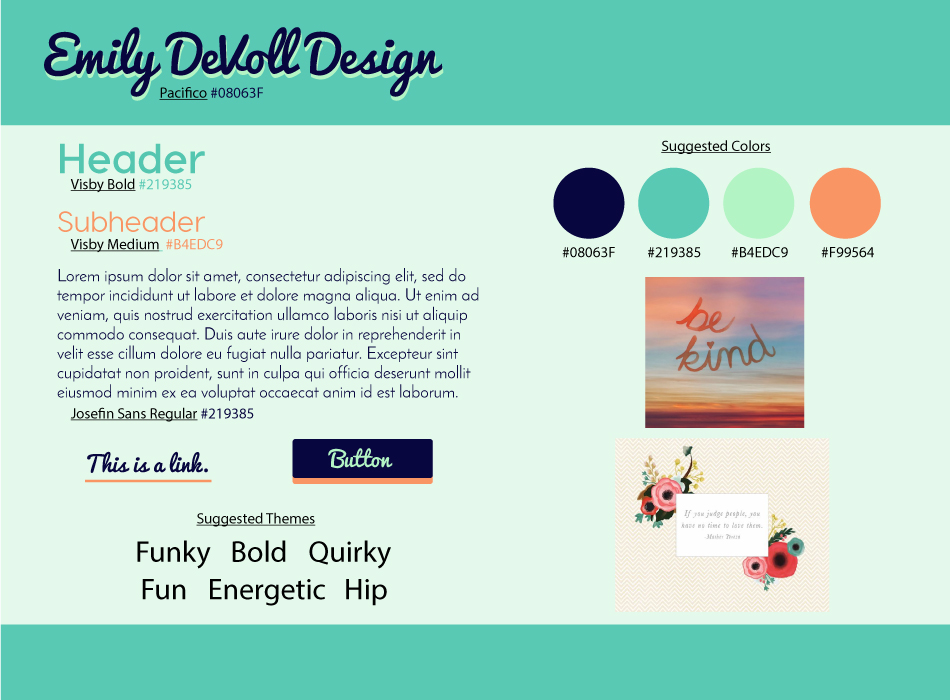 Emily DeVoll Design
Pacifico #08063F
Header
Visby Bold #219385
Subheader
Visby Medium #B4EDC9
Lorem ipsum dolor sit amet, consectetur adipiscing elit, sed do
tempor incididunt ut labore et dolore magna aliqua. Ut enim ad
veniam, quis nostrud exercitation ullamco laboris nisi ut aliquip
commodo consequat. Duis aute irure dolor in reprehenderit in
velit esse cillum dolore eu fugiat nulla pariatur. Excepteur sint
cupidatat non proident, sunt in culpa qui officia deserunt mollit
eiusmod minim ex ea voluptat occaecat anim id est laborum.
Josefin Sans Regular #219385
This is a link.
Button
Suggested Themes
Funky Bold Quirky
Fun Energetic Hip
Suggested Colors
#08063F #219385 #B4EDC9 #F99564
be
kind
If you judge people, you
have no time to love them.
-Mother Teresa